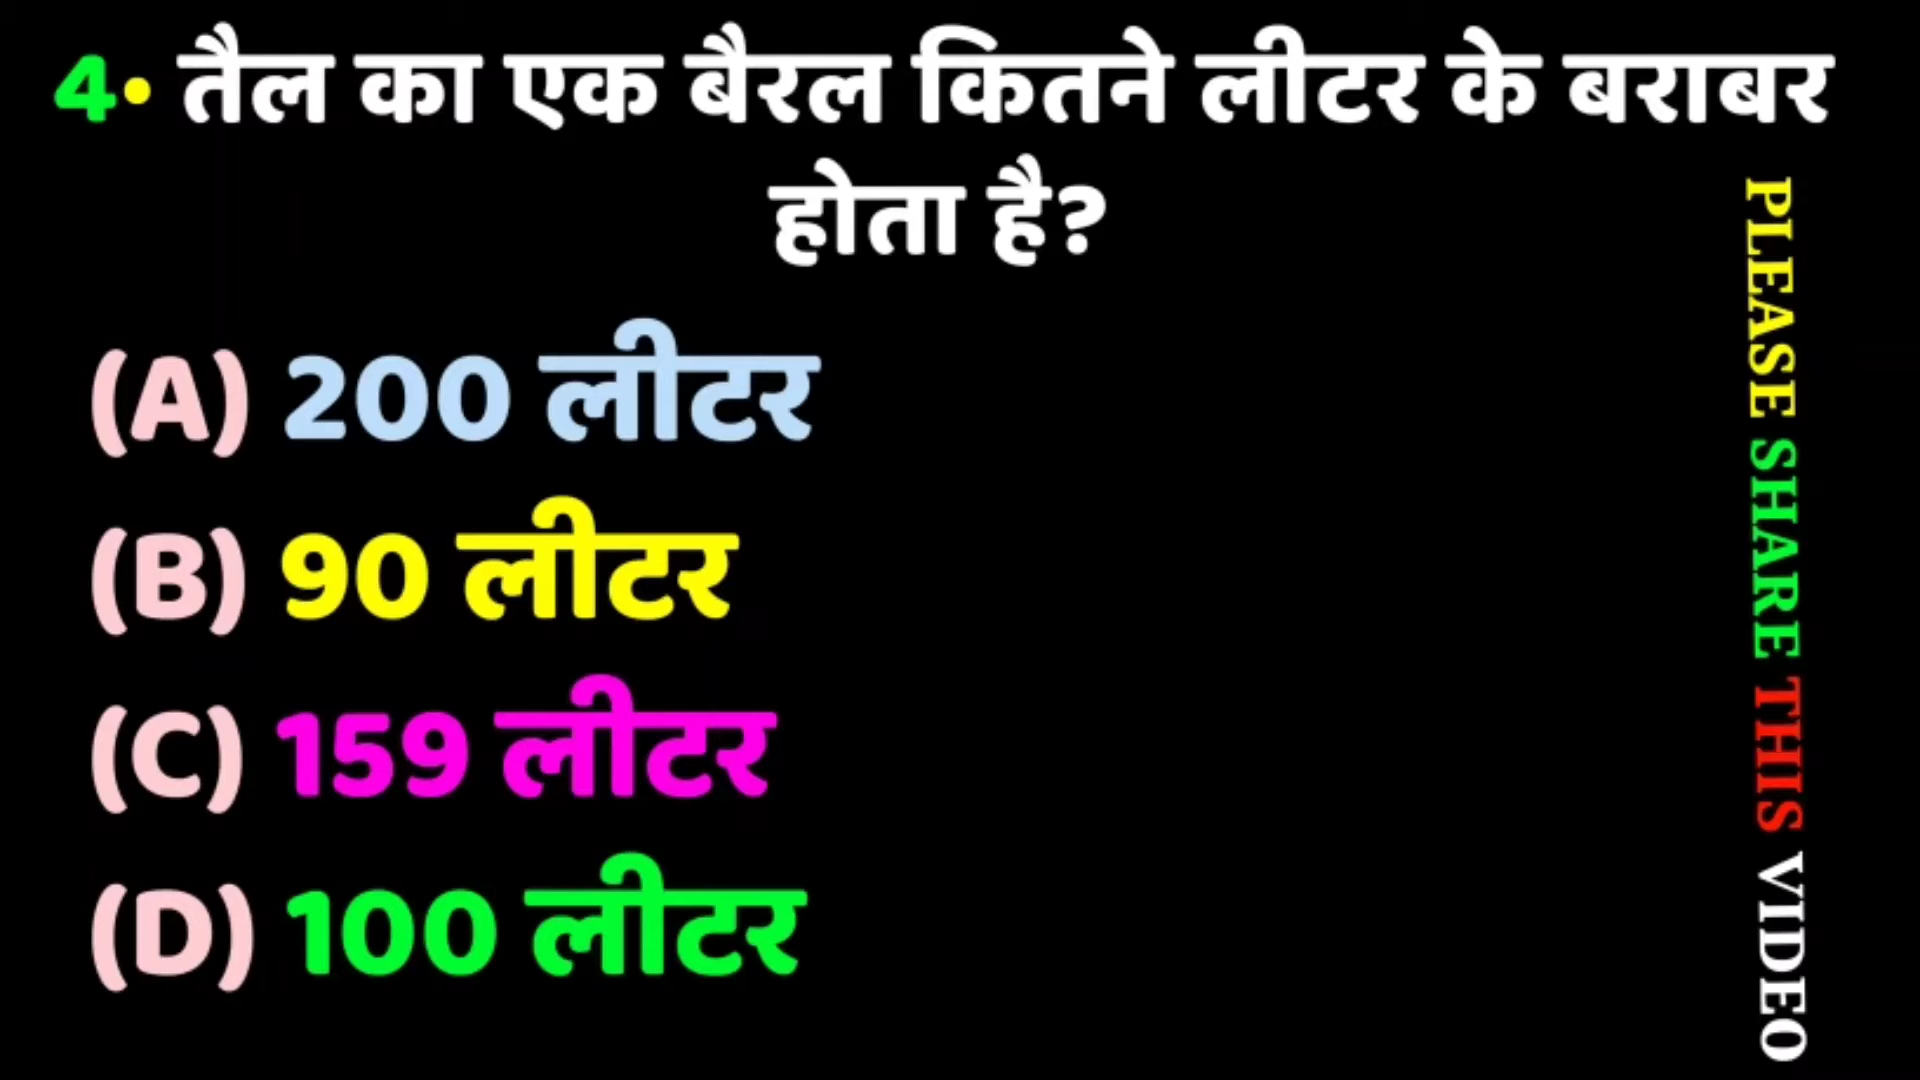 4• तैल का एक बैरल कितने लीटर के बराबर
होता है?
(A) 200 लीटर
(B) 90 लीटर
(C) 159 लीटर
(D) 100 लीटर
PLEASE SHARE THIS VIDEO